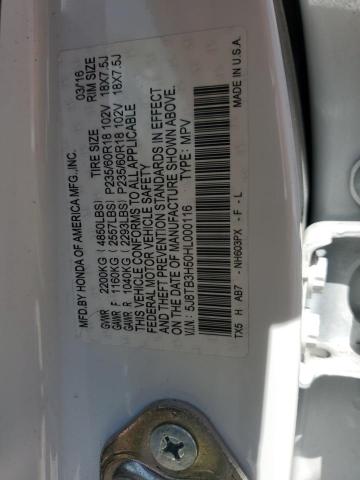 MFD.BY HONDA OF AMERICA MFG.,INC. 03/16
TIRE SIZE RIM SIZE
GVWR 2200KG (4850LBS)
GAWR F 1160KG (2557LBS) P235/60R18 102V 18X7.5J
GAWR R 1040KG (2293LBS) P235/60R18 102V 18X7.5J
THIS VEHICLE CONFORMS TO ALL APPLICABLE
FEDERAL MOTOR VEHICLE SAFETY
AND THEFT PREVENTION STANDARDS IN EFFECT
ON THE DATE OF MANUFACTURE SHOWN ABOVE.
V.I.N.: 5J8TB3H50HL000116 TYPE: MPV
TX5 H AB7 - NH603PX - F - L MADE IN U.S.A.